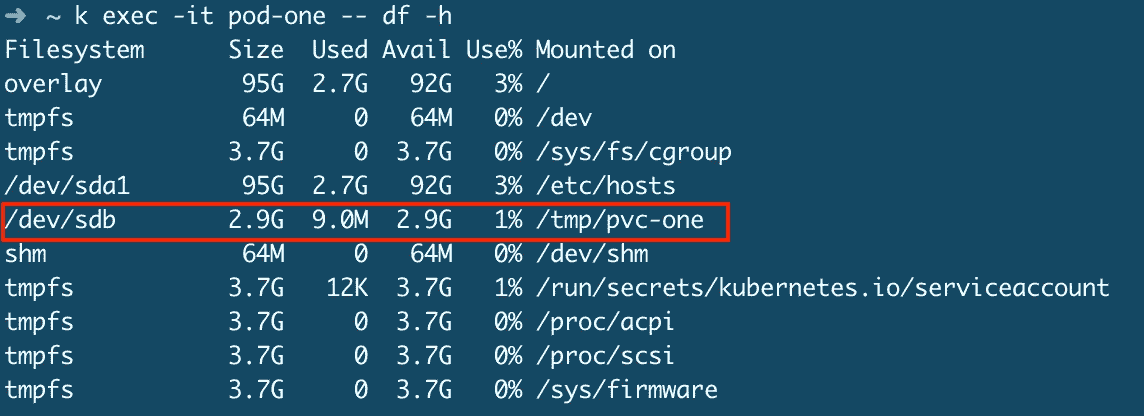 ➜ ~ k exec -it pod-one -- df -h
Filesystem Size Used Avail Use% Mounted on
overlay 95G 2.7G 92G 3% /
tmpfs 64M 0 64M 0% /dev
tmpfs 3.7G 0 3.7G 0% /sys/fs/cgroup
/dev/sda1 95G 2.7G 92G 3% /etc/hosts
/dev/sdb 2.9G 9.0M 2.9G 1% /tmp/pvc-one
shm 64M 0 64M 0% /dev/shm
tmpfs 3.7G 12K 3.7G 1% /run/secrets/kubernetes.io/serviceaccount
tmpfs 3.7G 0 3.7G 0% /proc/acpi
tmpfs 3.7G 0 3.7G 0% /proc/scsi
tmpfs 3.7G 0 3.7G 0% /sys/firmware